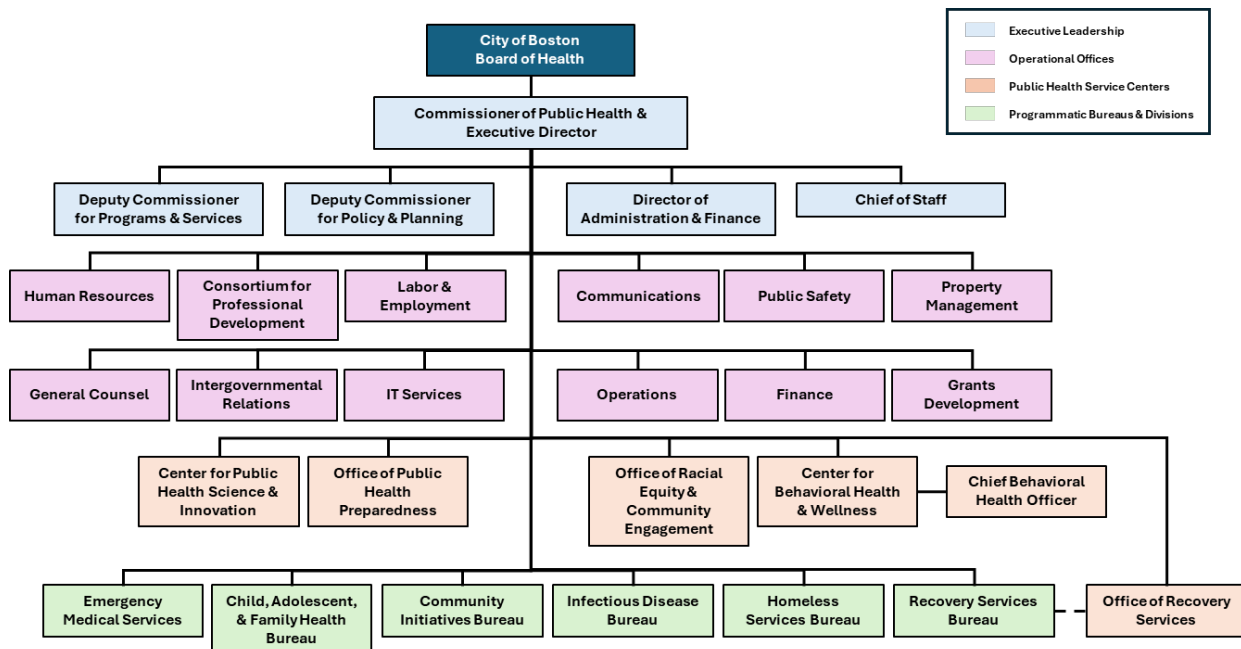 City of Boston
Board of Health
Executive Leadership
Operational Offices
Public Health Service Centers
Programmatic Bureaus & Divisions
Commissioner of Public Health &
Executive Director
Deputy Commissioner
for Programs & Services
Deputy Commissioner
for Policy & Planning
Director of
Administration & Finance
Chief of Staff
Human Resources
Consortium for
Professional
Development
Labor &
Employment
Communications
Public Safety
Property
Management
General Counsel
Intergovernmental
Relations
IT Services
Operations
Finance
Grants
Development
Center for Public
Health Science &
Innovation
Office of Public
Health
Preparedness
Office of Racial
Equity &
Community
Engagement
Center for
Behavioral Health
& Wellness
Chief Behavioral
Health Officer
Emergency
Medical Services
Child, Adolescent,
& Family Health
Bureau
Community
Initiatives Bureau
Infectious Disease
Bureau
Homeless
Services Bureau
Recovery Services
Bureau
Office of Recovery
Services